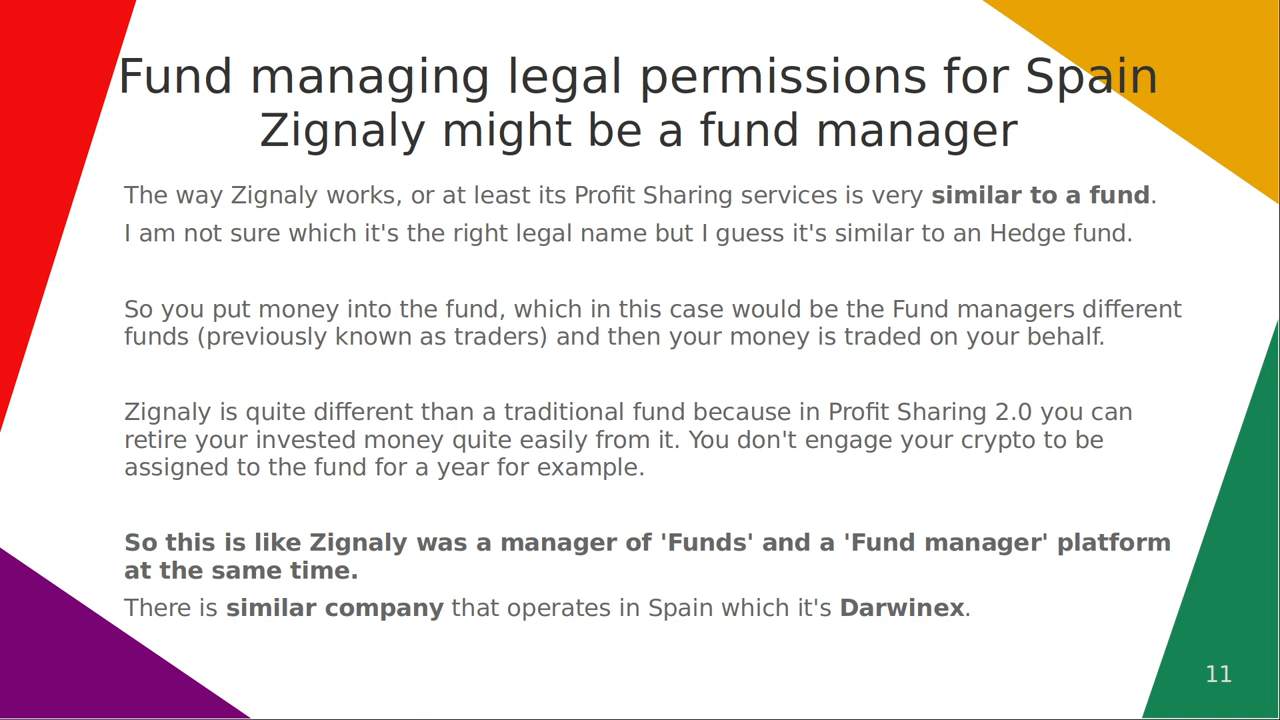 Fund managing legal permissions for Spain
Zignaly might be a fund manager
The way Zignaly works, or at least its Profit Sharing services is very similar to a fund.
I am not sure which it's the right legal name but I guess it's similar to an Hedge fund.
So you put money into the fund, which in this case would be the Fund managers different
funds (previously known as traders) and then your money is traded on your behalf.
Zignaly is quite different than a traditional fund because in Profit Sharing 2.0 you can
retire your invested money quite easily from it. You don't engage your crypto to be
assigned to the fund for a year for example.
So this is like Zignaly was a manager of 'Funds' and a 'Fund manager' platform
at the same time.
There is similar company that operates in Spain which it's Darwinex.
11